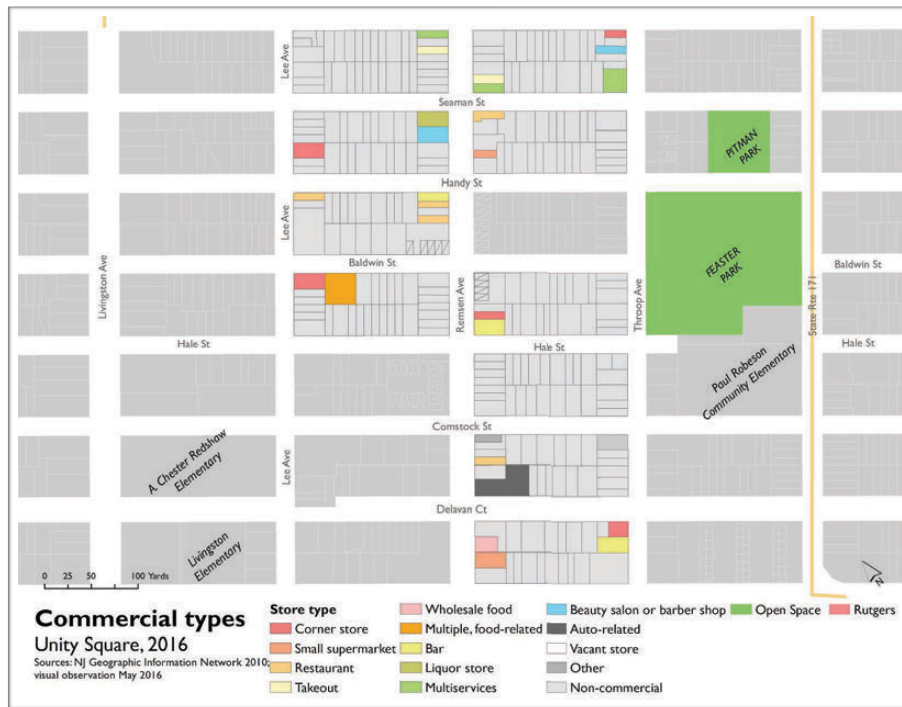 Lee Ave
Seaman St
PITMAN
PARK
Handy St
Lee Ave
FEASTER
PARK
Baldwin St
Baldwin St
Livingston Ave
Remsen Ave
Throop Ave
State Rte 171
Hale St
Hale St
Hale St
Paul Robeson
Community Elementary
Comstock St
A. Chester Redshaw
Elementary
Lee Ave
Delavan Ct
Livingston
Elementary
0 25 50 100 Yards
N
Commercial types
Unity Square, 2016
Sources: NJ Geographic Information Network 2010;
visual observation May 2016
Store type
Corner store
Small supermarket
Restaurant
Takeout
Wholesale food
Multiple, food-related
Bar
Liquor store
Multiservices
Beauty salon or barber shop
Auto-related
Vacant store
Other
Non-commercial
Open Space
Rutgers